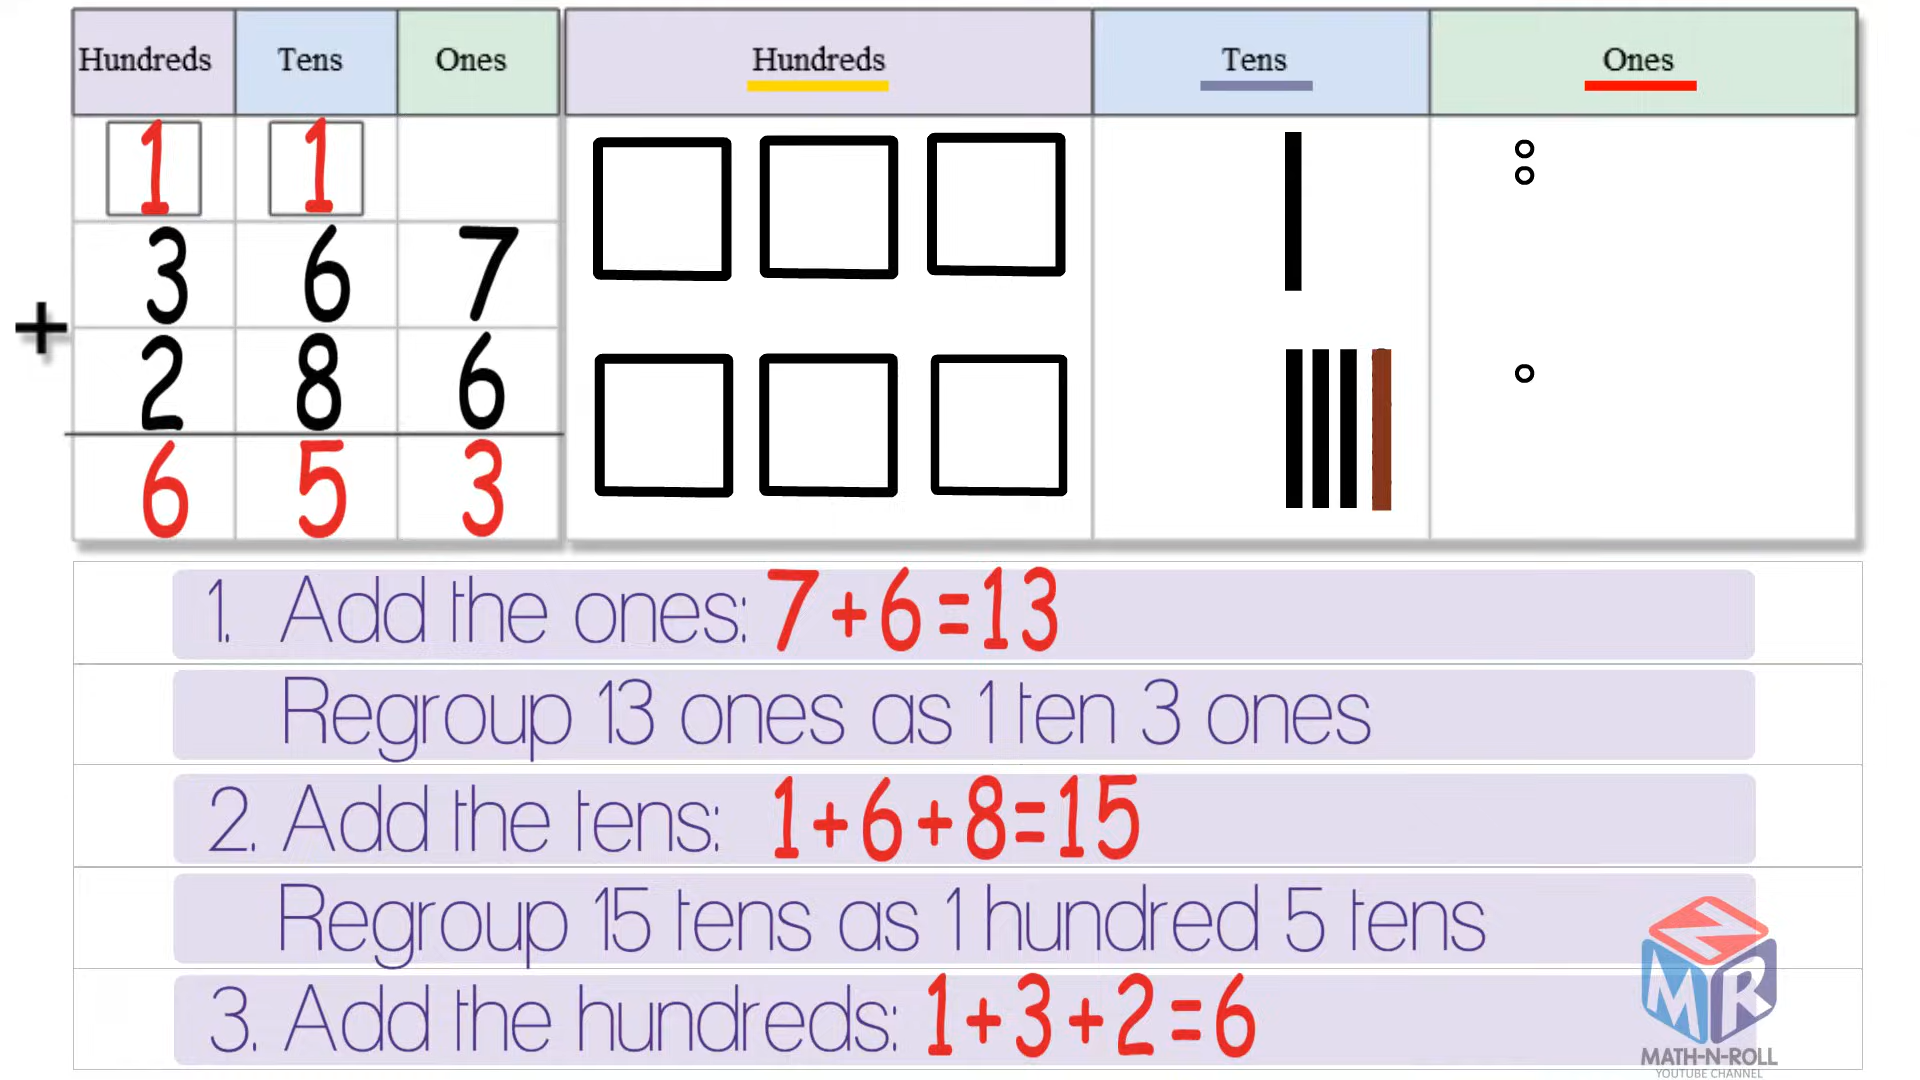 Hundreds Tens Ones
1 1
3 6 7
+ 2 8 6
6 5 3
Hundreds Tens Ones
1. Add the ones: 7+6=13
Regroup 13 ones as 1 ten 3 ones
2. Add the tens: 1+6+8=15
Regroup 15 tens as 1 hundred 5 tens
3. Add the hundreds: 1+3+2=6
M N R
MATH-N-ROLL
YOUTUBE CHANNEL